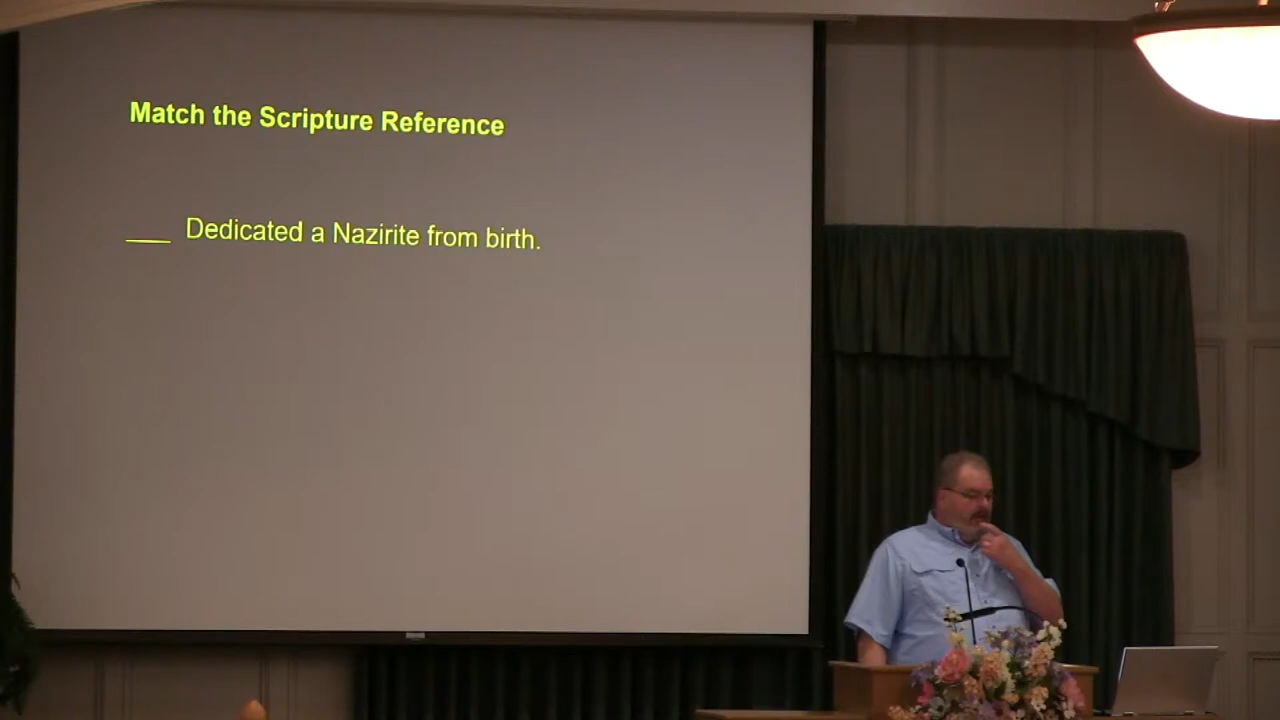 Match the Scripture Reference
___ Dedicated a Nazirite from birth.